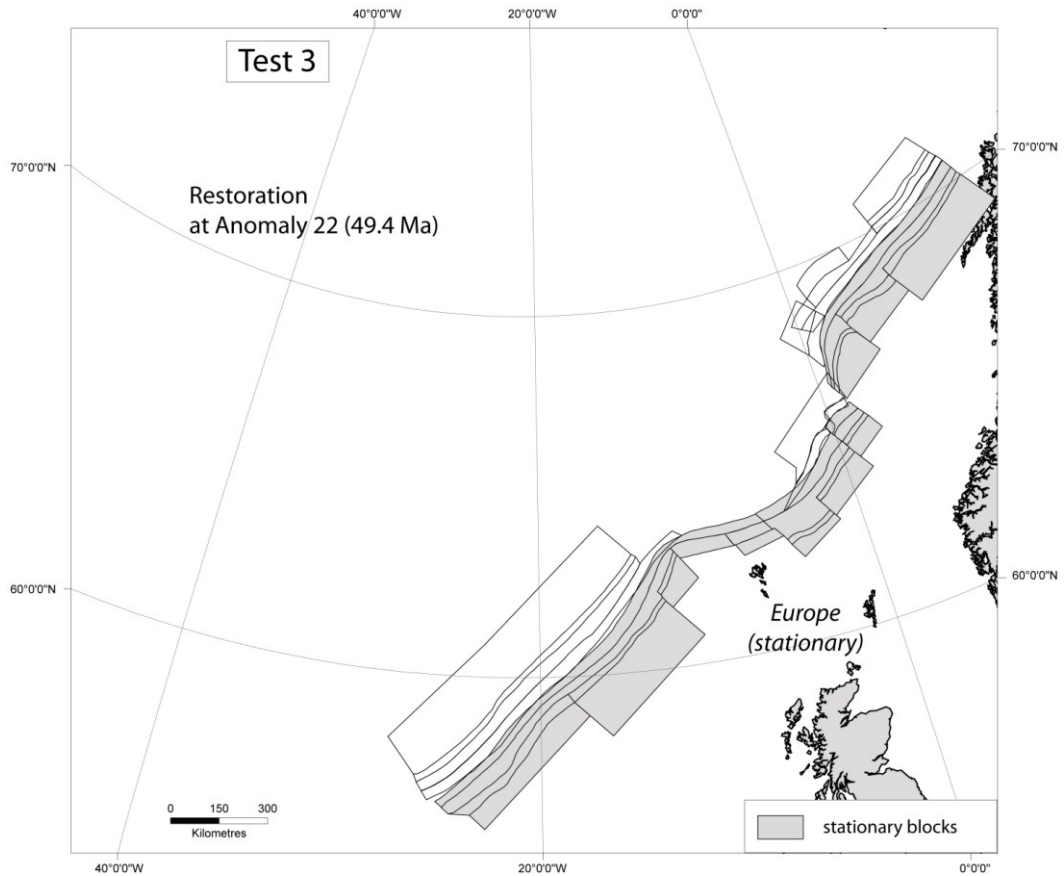 40°0'0"W
20°0'0"W
0°0'0"
Test 3
70°0'0"N
70°0'0"N
Restoration
at Anomaly 22 (49.4 Ma)
60°0'0"N
60°0'0"N
Europe
(stationary)
0 150 300
Kilometres
stationary blocks
40°0'0"W
20°0'0"W
0°0'0"